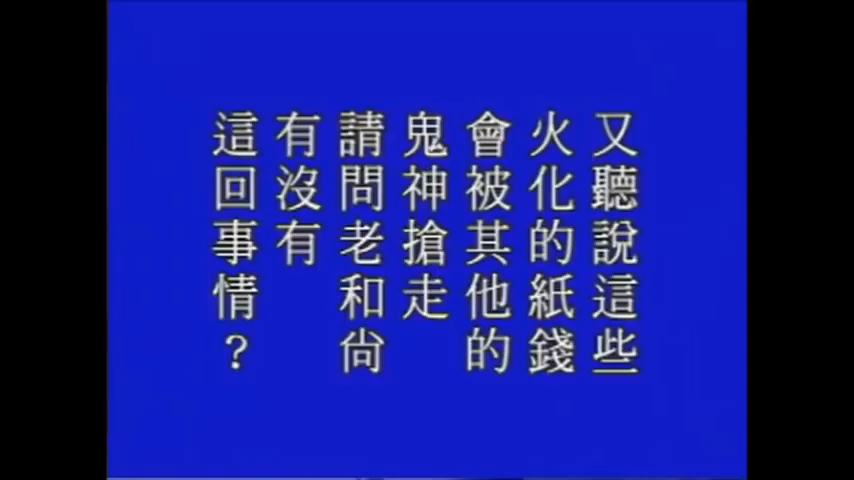 又聽說這些
火化的紙錢
會被其他的
鬼神搶走
請問老和尚
有沒有
這回事情？